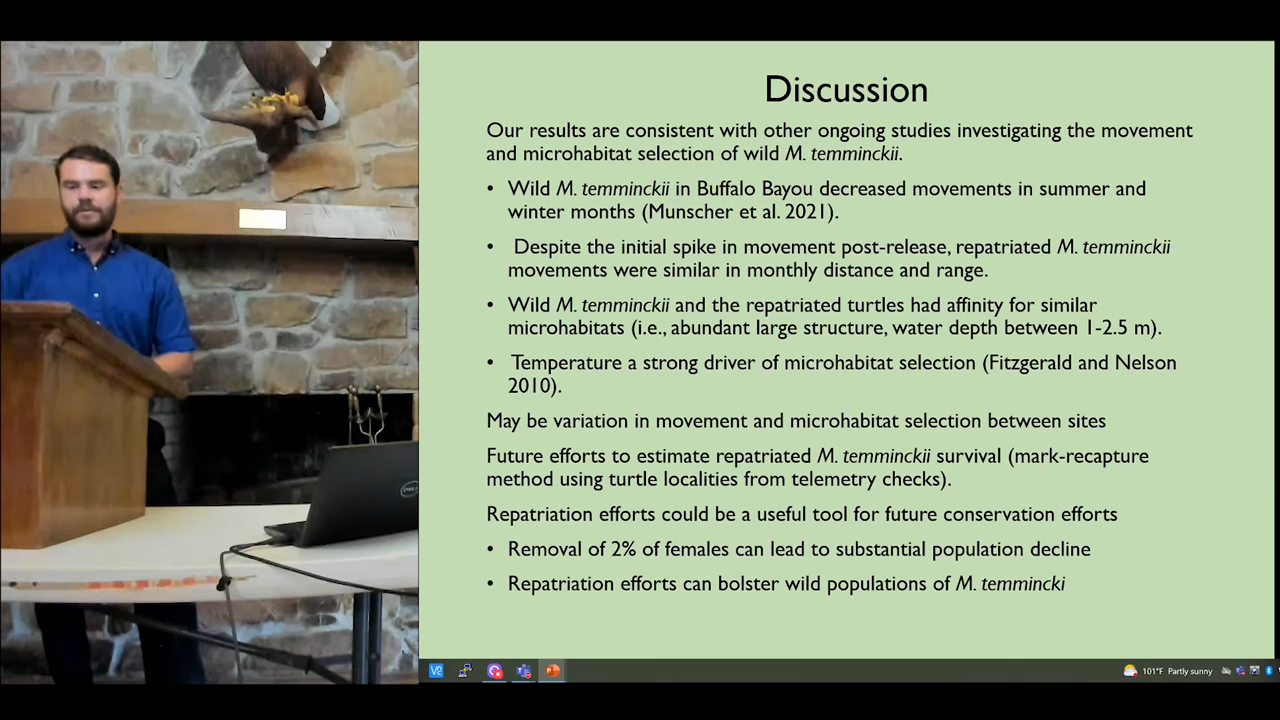 Discussion
Our results are consistent with other ongoing studies investigating the movement
and microhabitat selection of wild M. temminckii.
• Wild M. temminckii in Buffalo Bayou decreased movements in summer and
winter months (Munscher et al. 2021).
• Despite the initial spike in movement post-release, repatriated M. temminckii
movements were similar in monthly distance and range.
• Wild M. temminckii and the repatriated turtles had affinity for similar
microhabitats (i.e., abundant large structure, water depth between 1-2.5 m).
• Temperature a strong driver of microhabitat selection (Fitzgerald and Nelson
2010).
May be variation in movement and microhabitat selection between sites
Future efforts to estimate repatriated M. temminckii survival (mark-recapture
method using turtle localities from telemetry checks).
Repatriation efforts could be a useful tool for future conservation efforts
• Removal of 2% of females can lead to substantial population decline
• Repatriation efforts can bolster wild populations of M. temmincki
DELL
101°F Partly sunny